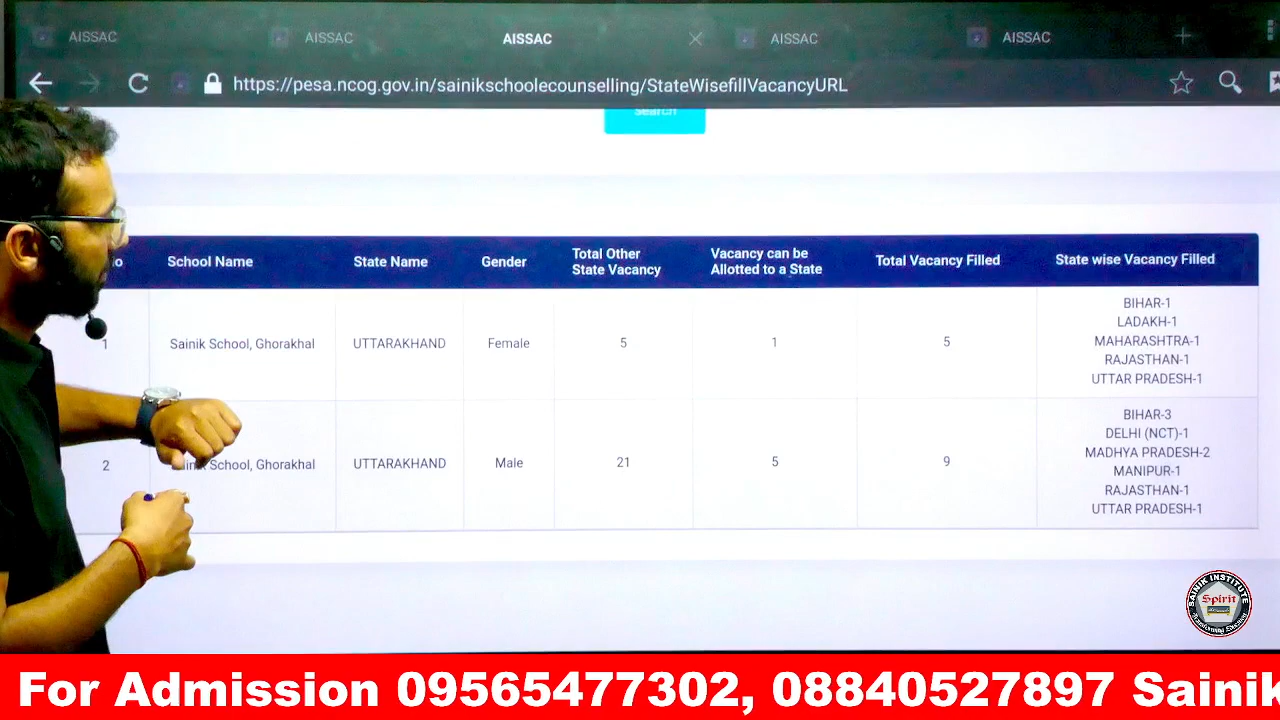 AISSAC
AISSAC
AISSAC
AISSAC
AISSAC
https://pesa.ncog.gov.in/sainikschoolecounselling/StateWisefillVacancyURL
Search
School Name
State Name
Gender
Total Other
State Vacancy
Vacancy can be
Allotted to a State
Total Vacancy Filled
State wise Vacancy Filled
1
Sainik School, Ghorakhal
UTTARAKHAND
Female
5
1
5
BIHAR-1
LADAKH-1
MAHARASHTRA-1
RAJASTHAN-1
UTTAR PRADESH-1
2
School, Ghorakhal
UTTARAKHAND
Male
21
5
9
BIHAR-3
DELHI (NCT)-1
MADHYA PRADESH-2
MANIPUR-1
RAJASTHAN-1
UTTAR PRADESH-1
SAINIK INSTITUTE
Spirit
For Admission 09565477302, 08840527897 Sainik